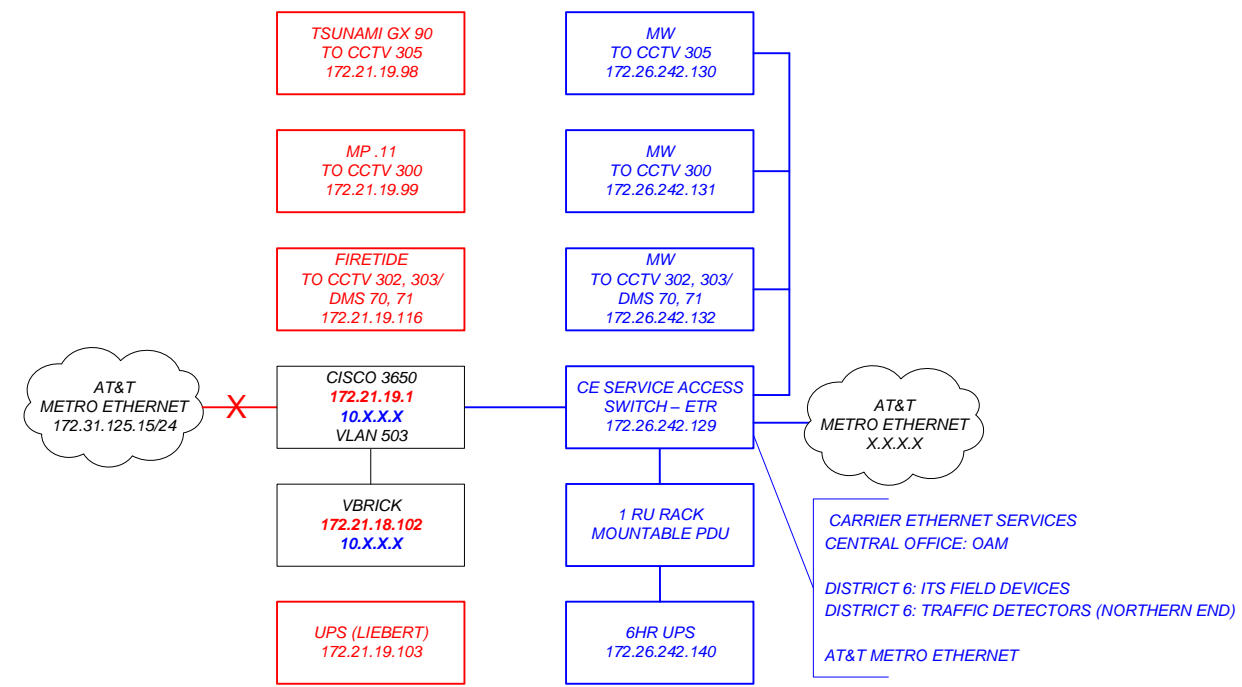 TSUNAMI GX 90
TO CCTV 305
172.21.19.98
MW
TO CCTV 305
172.26.242.130
MP .11
TO CCTV 300
172.21.19.99
MW
TO CCTV 300
172.26.242.131
FIRETIDE
TO CCTV 302, 303/
DMS 70, 71
172.21.19.116
MW
TO CCTV 302, 303/
DMS 70, 71
172.26.242.132
AT&T
METRO ETHERNET
172.31.125.15/24
X
CISCO 3650
172.21.19.1
10.X.X.X
VLAN 503
CE SERVICE ACCESS
SWITCH – ETR
172.26.242.129
AT&T
METRO ETHERNET
X.X.X.X
VBRICK
172.21.18.102
10.X.X.X
1 RU RACK
MOUNTABLE PDU
CARRIER ETHERNET SERVICES
CENTRAL OFFICE: OAM
DISTRICT 6: ITS FIELD DEVICES
DISTRICT 6: TRAFFIC DETECTORS (NORTHERN END)
AT&T METRO ETHERNET
UPS (LIEBERT)
172.21.19.103
6HR UPS
172.26.242.140